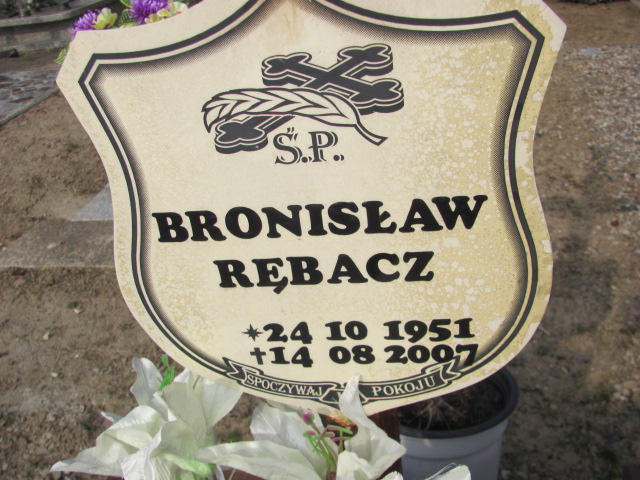 Ś.P.
BRONISŁAW
RĘBACZ
*24 10 1951
†14 08 2007
SPOCZYWAJ W POKOJU